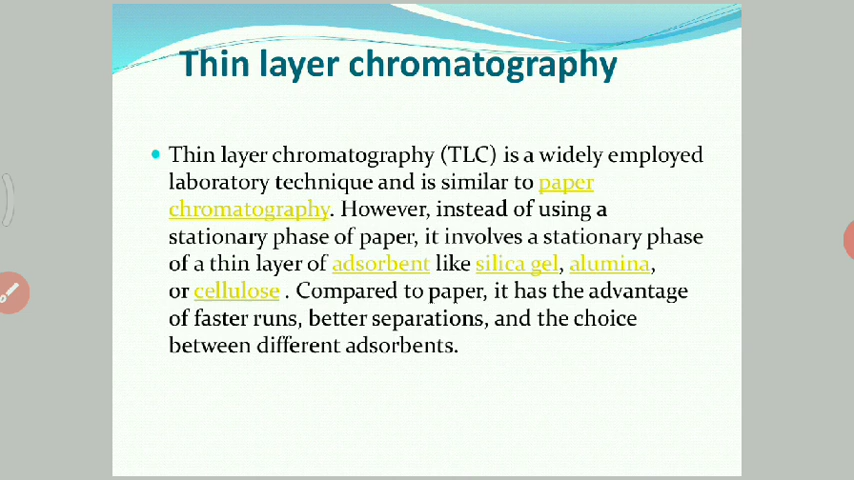 Thin layer chromatography
• Thin layer chromatography (TLC) is a widely employed
laboratory technique and is similar to paper
chromatography. However, instead of using a
stationary phase of paper, it involves a stationary phase
of a thin layer of adsorbent like silica gel, alumina,
or cellulose . Compared to paper, it has the advantage
of faster runs, better separations, and the choice
between different adsorbents.